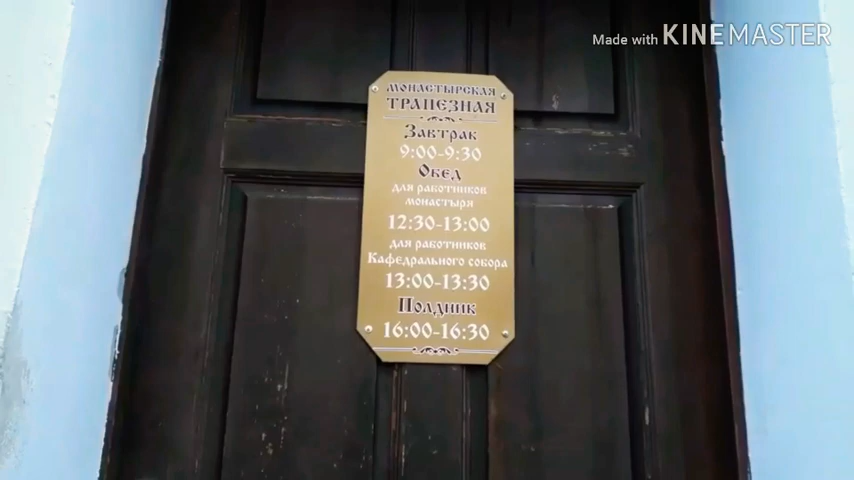 Made with KINEMASTER
МОНАСТЫРСКАЯ
ТРАПЕЗНАЯ
Завтрак
9:00-9:30
Обед
для работников
монастыря
12:30-13:00
для работников
Кафедрального собора
13:00-13:30
Полдник
16:00-16:30